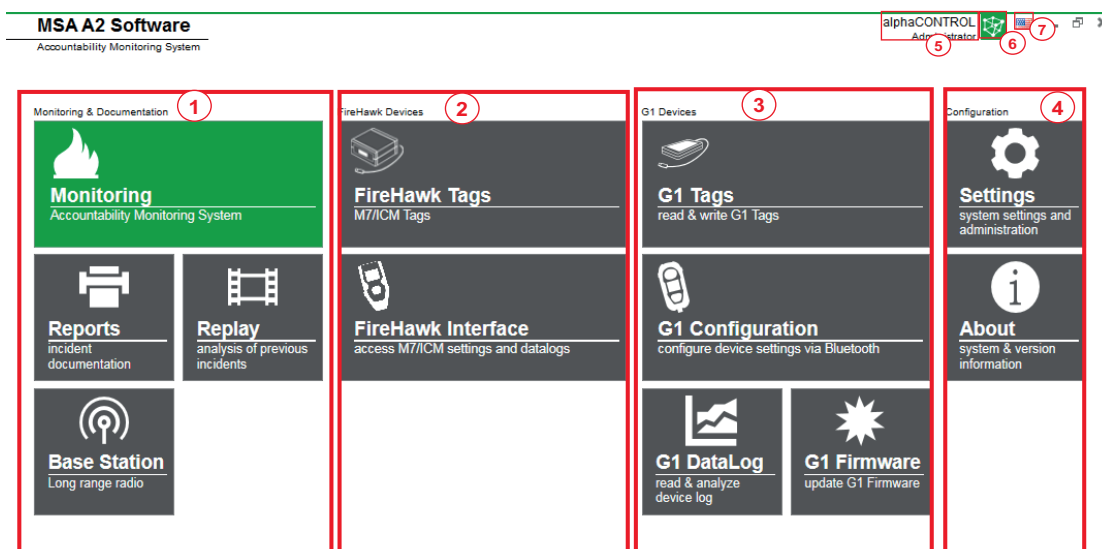 MSA A2 Software
Accountability Monitoring System
alphaCONTROL
Administrator
5
6
7
Monitoring & Documentation
1
Monitoring
Accountability Monitoring System
Reports
incident
documentation
Replay
analysis of previous
incidents
Base Station
Long range radio
FireHawk Devices
2
FireHawk Tags
M7/ICM Tags
FireHawk Interface
access M7/ICM settings and datalogs
G1 Devices
3
G1 Tags
read & write G1 Tags
G1 Configuration
configure device settings via Bluetooth
G1 DataLog
read & analyze
device log
G1 Firmware
update G1 Firmware
Configuration
4
Settings
system settings and
administration
About
system & version
information